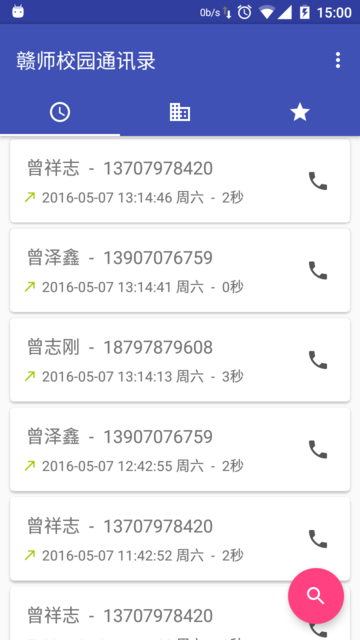 0b/s 15:00
赣师校园通讯录
曾祥志 - 13707978420
2016-05-07 13:14:46 周六 - 2秒
曾泽鑫 - 13907076759
2016-05-07 13:14:41 周六 - 0秒
曾志刚 - 18797879608
2016-05-07 13:14:13 周六 - 3秒
曾泽鑫 - 13907076759
2016-05-07 12:42:55 周六 - 2秒
曾祥志 - 13707978420
2016-05-07 11:42:52 周六 - 2秒
曾祥志 - 13707978420